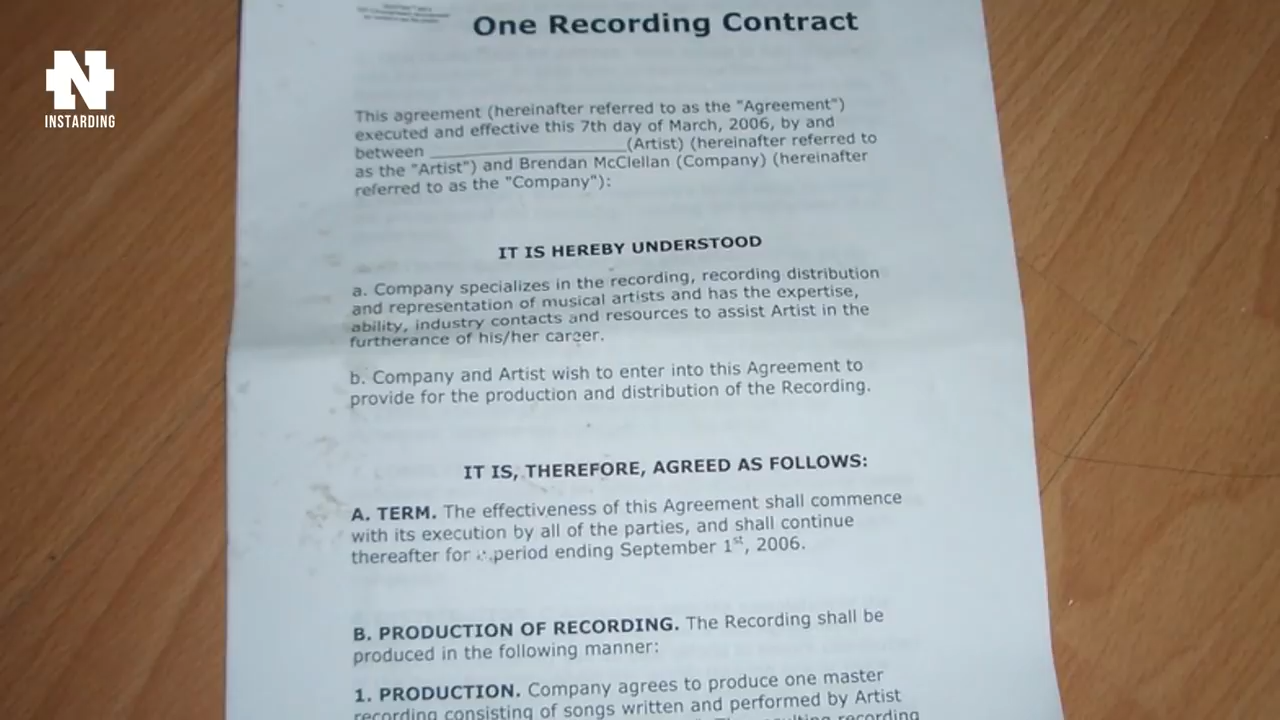 One Recording Contract
N
INSTARDING
This agreement (hereinafter referred to as the "Agreement")
executed and effective this 7th day of March, 2006, by and
between ____________________(Artist) (hereinafter referred to
as the "Artist") and Brendan McClellan (Company) (hereinafter
referred to as the "Company"):
IT IS HEREBY UNDERSTOOD
a. Company specializes in the recording, recording distribution
and representation of musical artists and has the expertise,
ability, industry contacts and resources to assist Artist in the
furtherance of his/her career.
b. Company and Artist wish to enter into this Agreement to
provide for the production and distribution of the Recording.
IT IS, THEREFORE, AGREED AS FOLLOWS:
A. TERM. The effectiveness of this Agreement shall commence
with its execution by all of the parties, and shall continue
thereafter for period ending September 1st, 2006.
B. PRODUCTION OF RECORDING. The Recording shall be
produced in the following manner:
1. PRODUCTION. Company agrees to produce one master
recording consisting of songs written and performed by Artist
recording